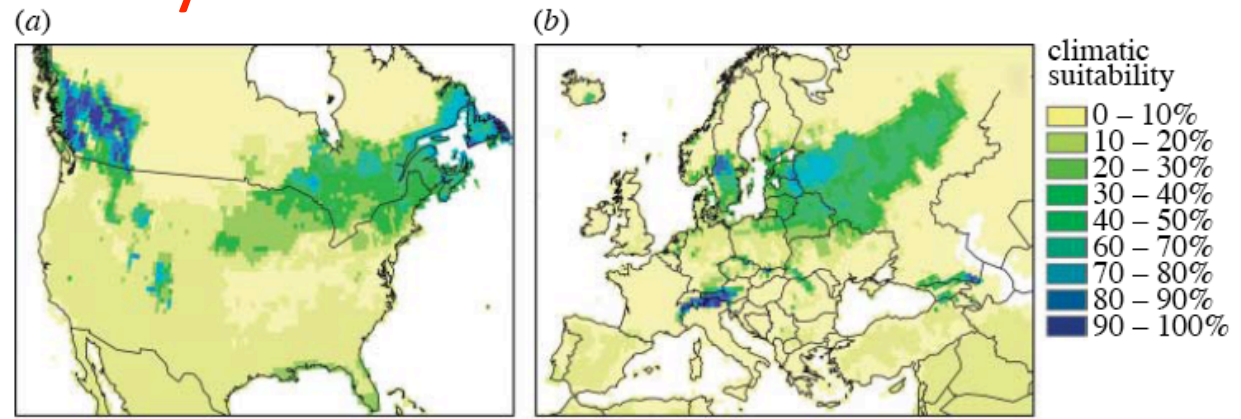 (a)
(b)
climatic
suitability
0 – 10%
10 – 20%
20 – 30%
30 – 40%
40 – 50%
60 – 70%
70 – 80%
80 – 90%
90 – 100%